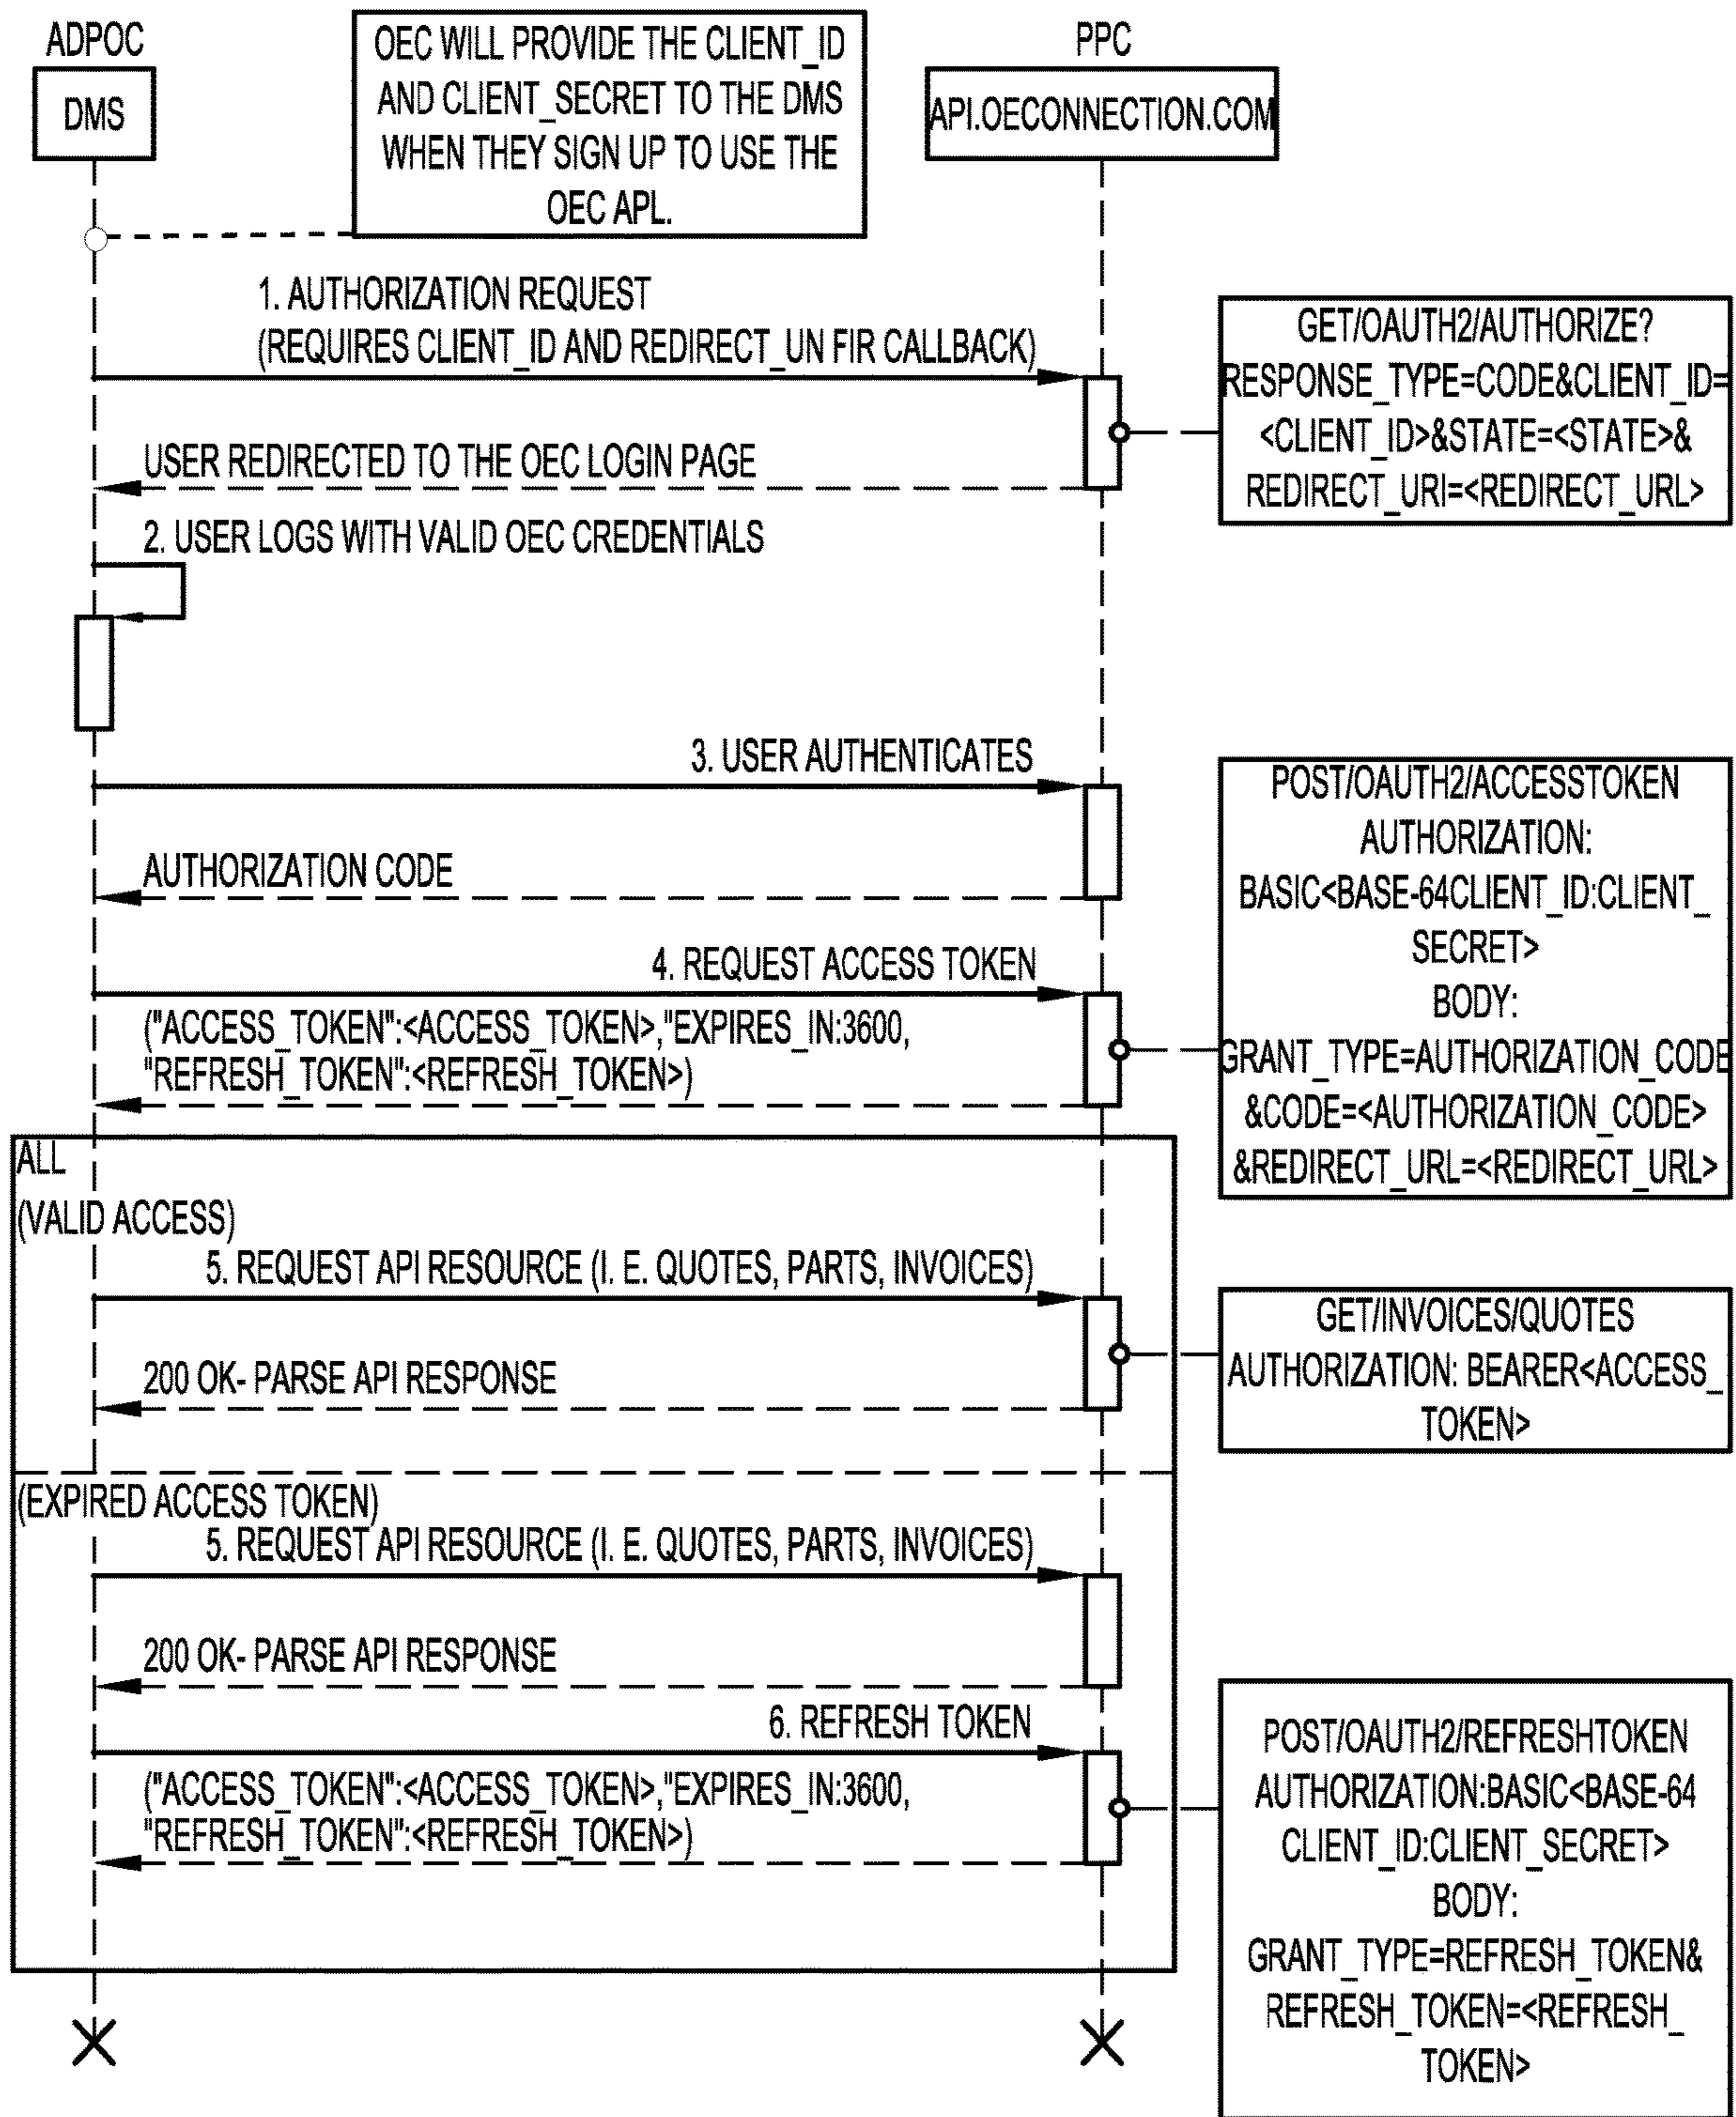 ADPOC
DMS
OEC WILL PROVIDE THE CLIENT_ID
AND CLIENT_SECRET TO THE DMS
WHEN THEY SIGN UP TO USE THE
OEC APL.
PPC
API.OECONNECTION.COM
1. AUTHORIZATION REQUEST
(REQUIRES CLIENT_ID AND REDIRECT_UN FIR CALLBACK)
GET/OAUTH2/AUTHORIZE?
RESPONSE_TYPE=CODE&CLIENT_ID=
<CLIENT_ID>&STATE=<STATE>&
REDIRECT_URI=<REDIRECT_URL>
USER REDIRECTED TO THE OEC LOGIN PAGE
2. USER LOGS WITH VALID OEC CREDENTIALS
3. USER AUTHENTICATES
AUTHORIZATION CODE
4. REQUEST ACCESS TOKEN
("ACCESS_TOKEN":<ACCESS_TOKEN>,"EXPIRES_IN:3600,
"REFRESH_TOKEN":<REFRESH_TOKEN>)
POST/OAUTH2/ACCESSTOKEN
AUTHORIZATION:
BASIC<BASE-64CLIENT_ID:CLIENT_
SECRET>
BODY:
GRANT_TYPE=AUTHORIZATION_CODE
&CODE=<AUTHORIZATION_CODE>
&REDIRECT_URL=<REDIRECT_URL>
ALL
(VALID ACCESS)
5. REQUEST API RESOURCE (I. E. QUOTES, PARTS, INVOICES)
200 OK- PARSE API RESPONSE
GET/INVOICES/QUOTES
AUTHORIZATION: BEARER<ACCESS_
TOKEN>
(EXPIRED ACCESS TOKEN)
5. REQUEST API RESOURCE (I. E. QUOTES, PARTS, INVOICES)
200 OK- PARSE API RESPONSE
6. REFRESH TOKEN
("ACCESS_TOKEN":<ACCESS_TOKEN>,"EXPIRES_IN:3600,
"REFRESH_TOKEN":<REFRESH_TOKEN>)
POST/OAUTH2/REFRESHTOKEN
AUTHORIZATION:BASIC<BASE-64
CLIENT_ID:CLIENT_SECRET>
BODY:
GRANT_TYPE=REFRESH_TOKEN&
REFRESH_TOKEN=<REFRESH_
TOKEN>